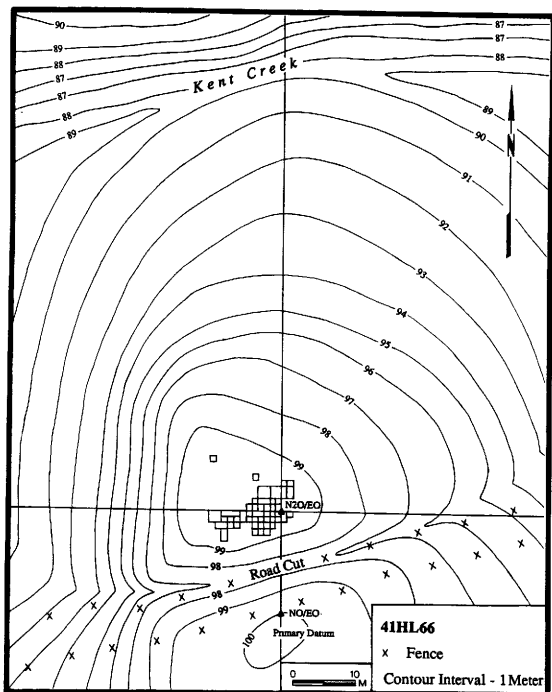 90
87
89
87
88
88
87
87
Kent Creek
88
89
89
90
N
91
92
93
94
95
96
97
98
99
N20/E0
99
98
Road Cut
98
99
N0/E0
Primary Datum
100
41HL66
x Fence
0 10
M
Contour Interval - 1 Meter